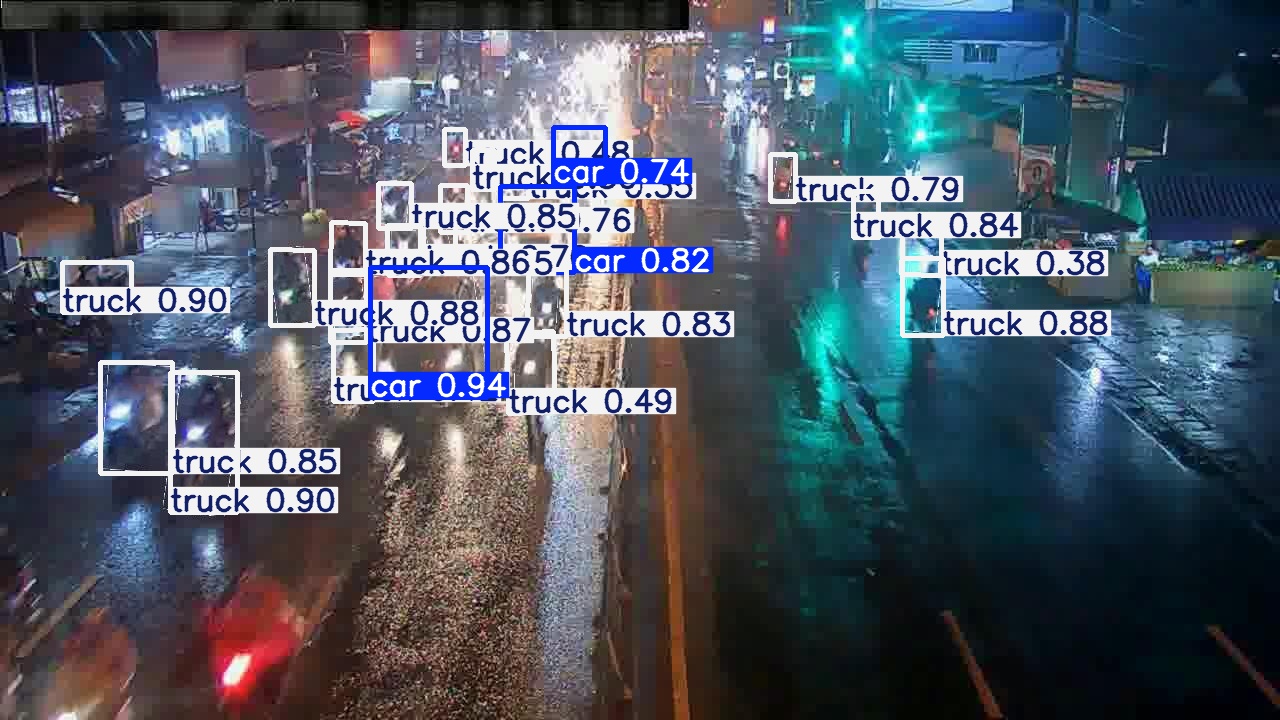 truck 0.48
truck
car 0.74
truck 0.79
truck 0.85
.76
truck 0.84
truck 0.86
57
car 0.82
truck 0.38
truck 0.90
truck 0.88
truck 0.87
truck 0.83
truck 0.88
car 0.94
truck 0.49
truck 0.85
truck 0.90